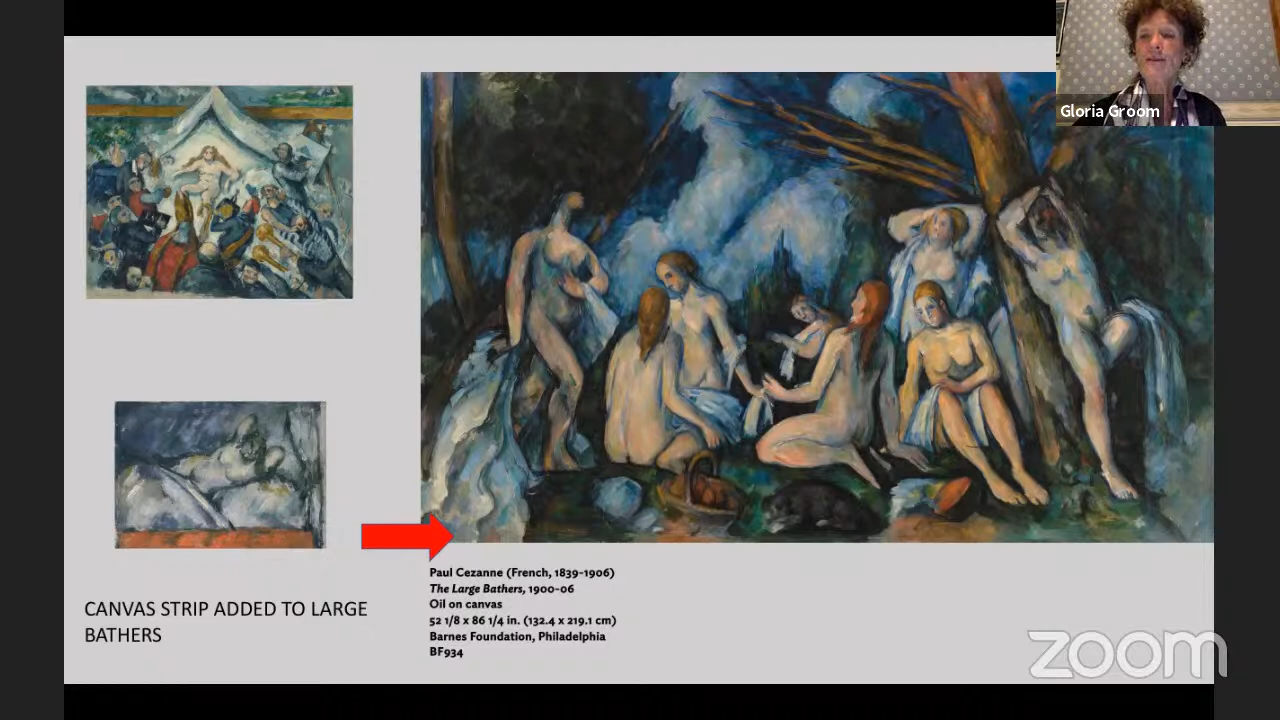 Gloria Groom
Paul Cezanne (French, 1839-1906)
The Large Bathers, 1900-06
Oil on canvas
52 1/8 x 86 1/4 in. (132.4 x 219.1 cm)
Barnes Foundation, Philadelphia
BF934
CANVAS STRIP ADDED TO LARGE
BATHERS
zoom